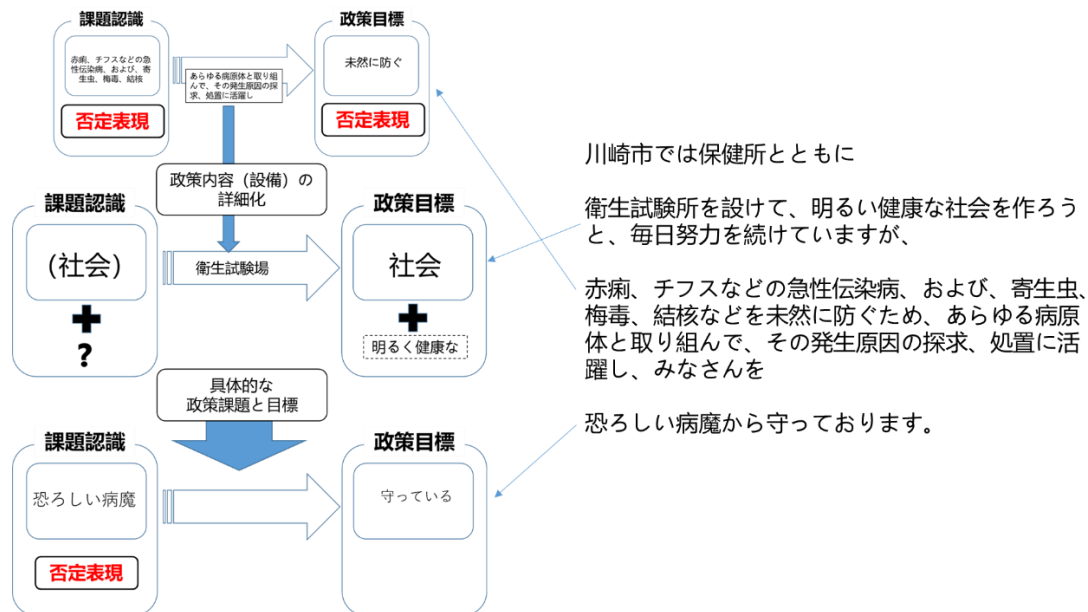 課題認識
政策目標
赤痢、チフスなどの急
性伝染病、および、寄
生虫、梅毒、結核
あらゆる病原体と取り組
んで、その発生原因の探
求、処置に活躍し
未然に防ぐ
否定表現
否定表現
政策内容（設備）の
詳細化
課題認識
政策目標
(社会)
衛生試験場
社会
+
?
+
明るく健康な
具体的な
政策課題と目標
課題認識
政策目標
恐ろしい病魔
守っている
否定表現
川崎市では保健所とともに
衛生試験所を設けて、明るい健康な社会を作ろう
と、毎日努力を続けていますが、
赤痢、チフスなどの急性伝染病、および、寄生虫、
梅毒、結核などを未然に防ぐため、あらゆる病原
体と取り組んで、その発生原因の探求、処置に活
躍し、みなさんを
恐ろしい病魔から守っております。